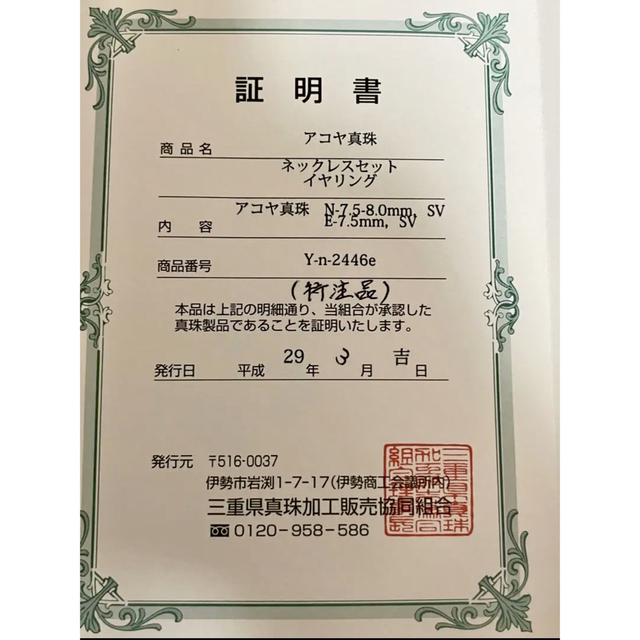 証明書
アコヤ真珠
商品名
ネックレスセット
イヤリング
アコヤ真珠 N-7.5-8.0mm, SV
内容 E-7.5mm, SV
商品番号 Y-n-2446e
(特注品)
本品は上記の明細通り、当組合が承認した
真珠製品であることを証明いたします。
発行日 平成 29 年 3 月 吉 日
発行元 〒516-0037
伊勢市岩渕1-7-17(伊勢商工会議所内)
三重県真珠加工販売協同組合
0120-958-586